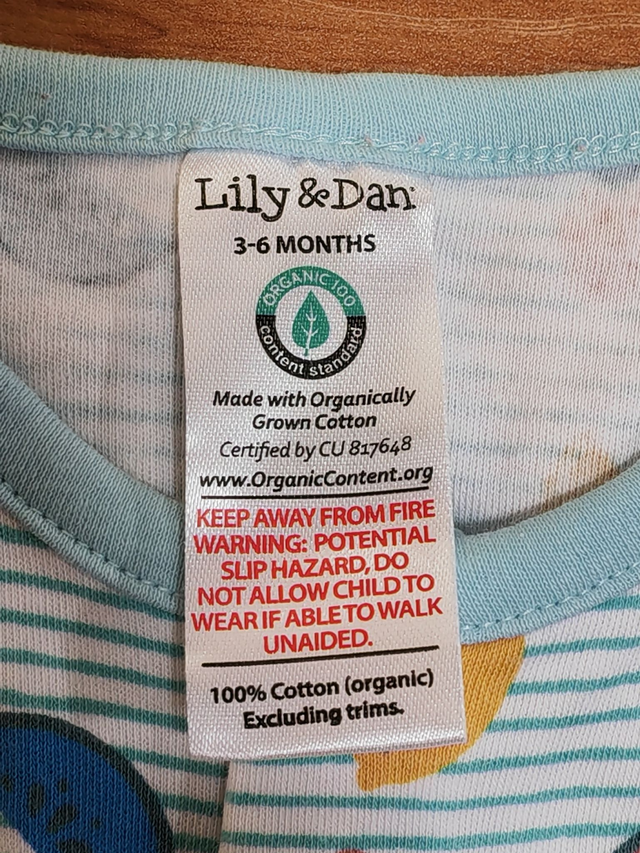 Lily & Dan
3-6 MONTHS
ORGANIC 100
content standard
Made with Organically
Grown Cotton
Certified by CU 817648
www.OrganicContent.org
KEEP AWAY FROM FIRE
WARNING: POTENTIAL
SLIP HAZARD, DO
NOT ALLOW CHILD TO
WEAR IF ABLE TO WALK
UNAIDED.
100% Cotton (organic)
Excluding trims.